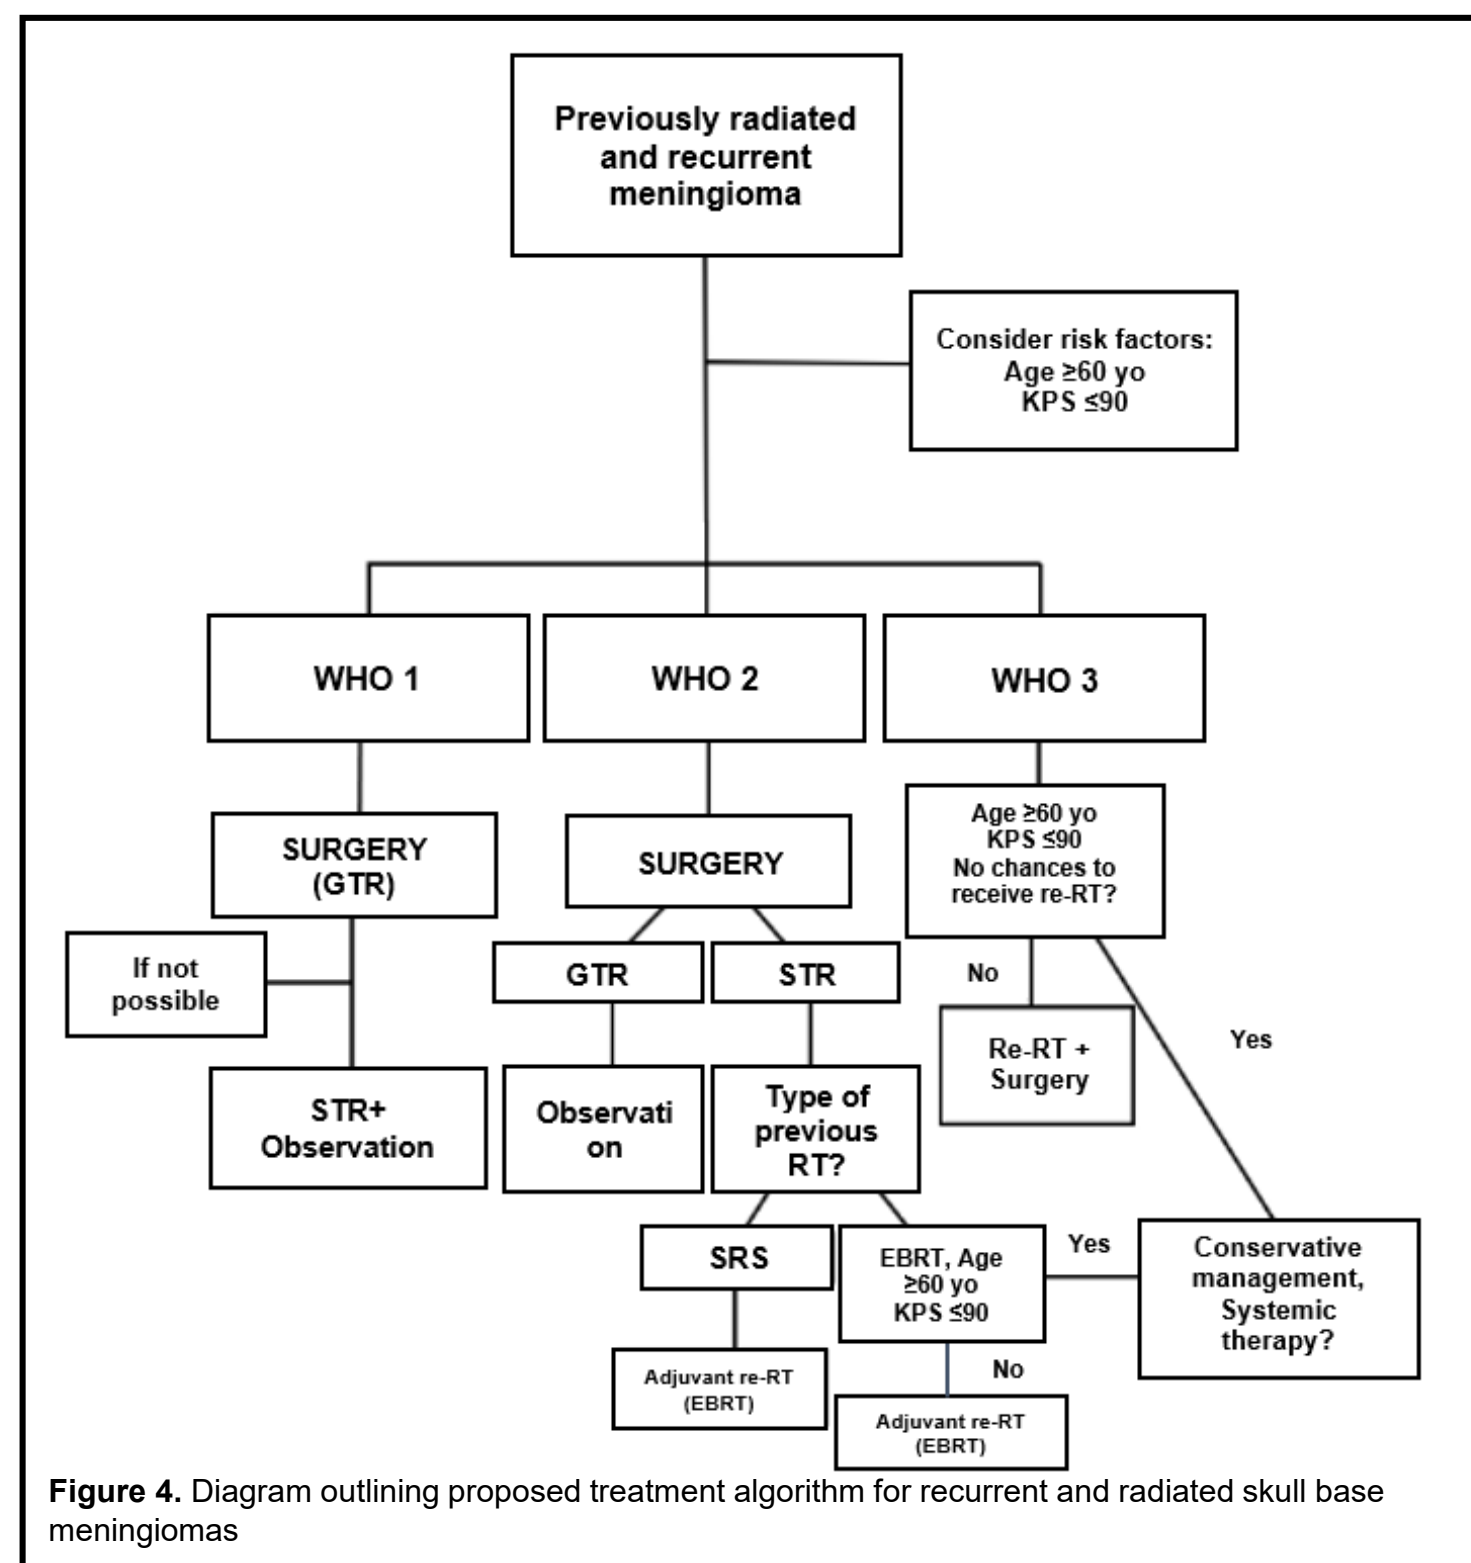 Previously radiated
and recurrent
meningioma
Consider risk factors:
Age ≥60 yo
KPS ≤90
WHO 1
WHO 2
WHO 3
SURGERY
(GTR)
SURGERY
Age ≥60 yo
KPS ≤90
No chances to
receive re-RT?
If not
possible
GTR
STR
No
Re-RT +
Surgery
Yes
STR+
Observation
Observati
on
Type of
previous
RT?
SRS
EBRT, Age
≥60 yo
KPS ≤90
Yes
Conservative
management,
Systemic
therapy?
Adjuvant re-RT
(EBRT)
No
Adjuvant re-RT
(EBRT)
Figure 4. Diagram outlining proposed treatment algorithm for recurrent and radiated skull base
meningiomas